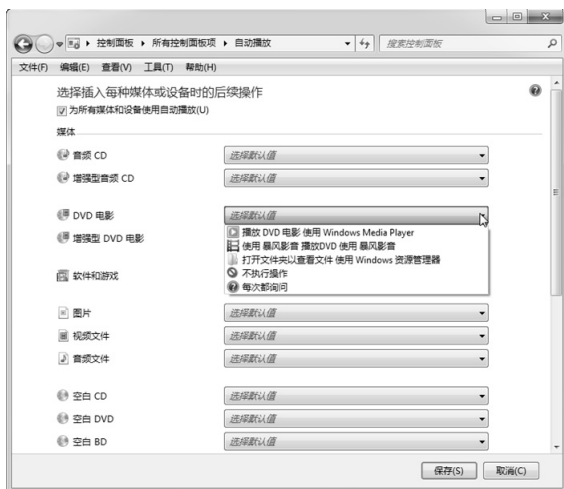 控制面板 ▸ 所有控制面板项 ▸ 自动播放
搜索控制面板
文件(F) 编辑(E) 查看(V) 工具(T) 帮助(H)
选择插入每种媒体或设备时的后续操作
为所有媒体和设备使用自动播放(U)
媒体
音频 CD 选择默认值
增强型音频 CD 选择默认值
DVD 电影 选择默认值
播放 DVD 电影 使用 Windows Media Player
增强型 DVD 电影
使用 暴风影音 播放DVD 使用 暴风影音
打开文件夹以查看文件 使用 Windows 资源管理器
软件和游戏
不执行操作
每次都询问
图片 选择默认值
视频文件 选择默认值
音频文件 选择默认值
空白 CD 选择默认值
空白 DVD 选择默认值
空白 BD 选择默认值
保存(S) 取消(C)